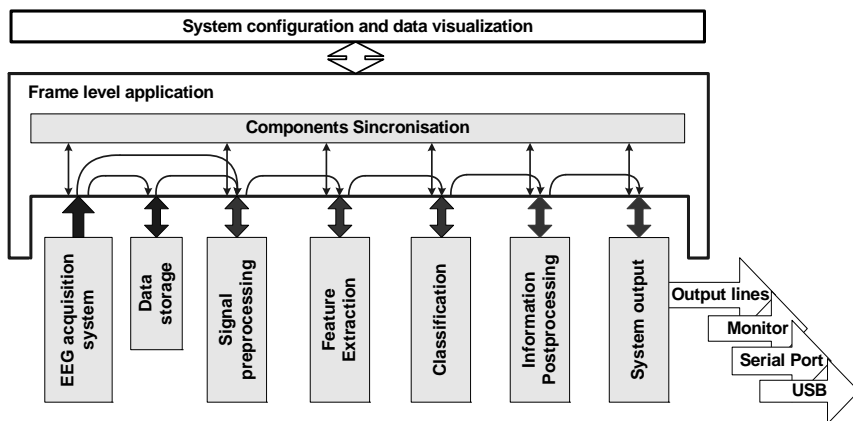 System configuration and data visualization
Frame level application
Components Sincronisation
EEG acquisition
system
Data
storage
Signal
preprocessing
Feature
Extraction
Classification
Information
Postprocessing
System output
Output lines
Monitor
Serial Port
USB